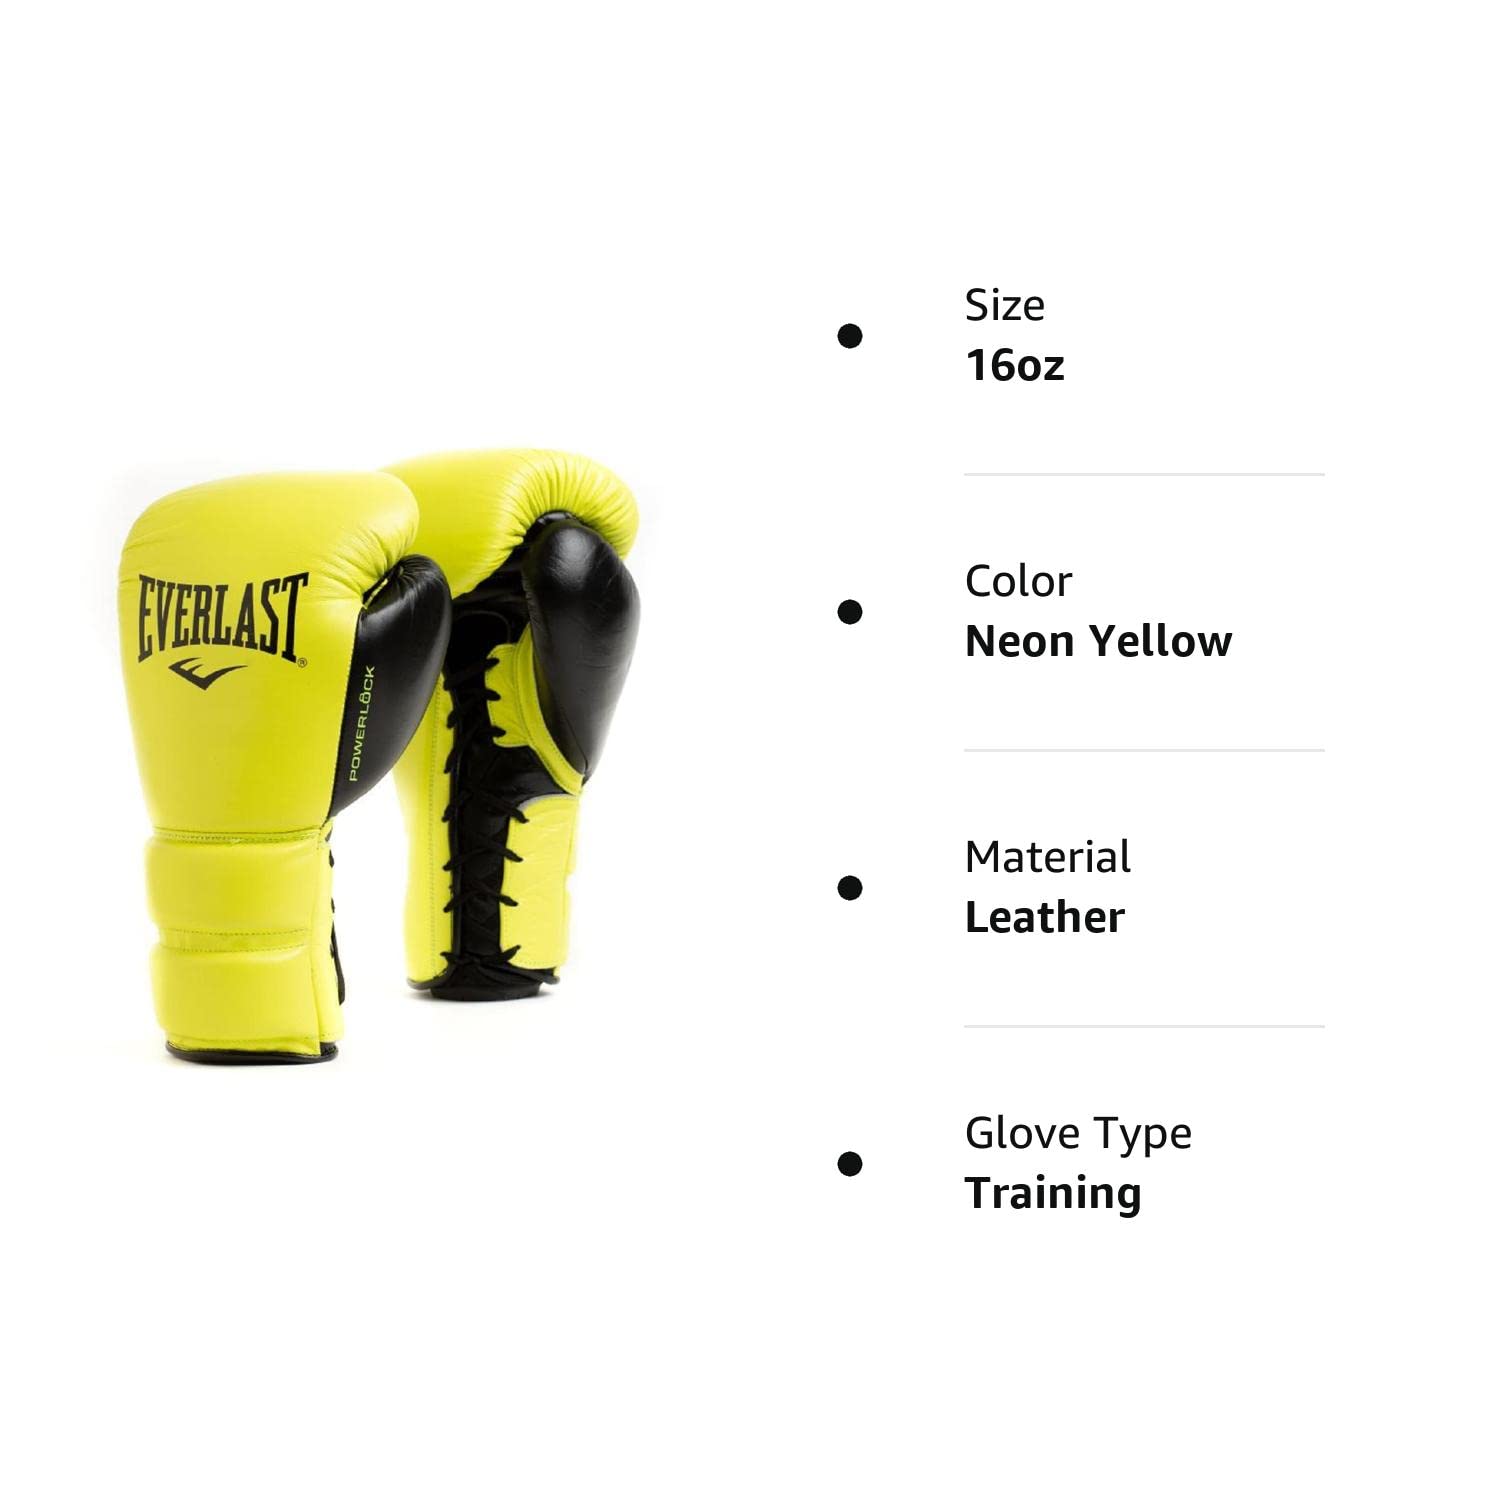 EVERLAST®
POWERLOCK
Size
16oz
Color
Neon Yellow
Material
Leather
Glove Type
Training